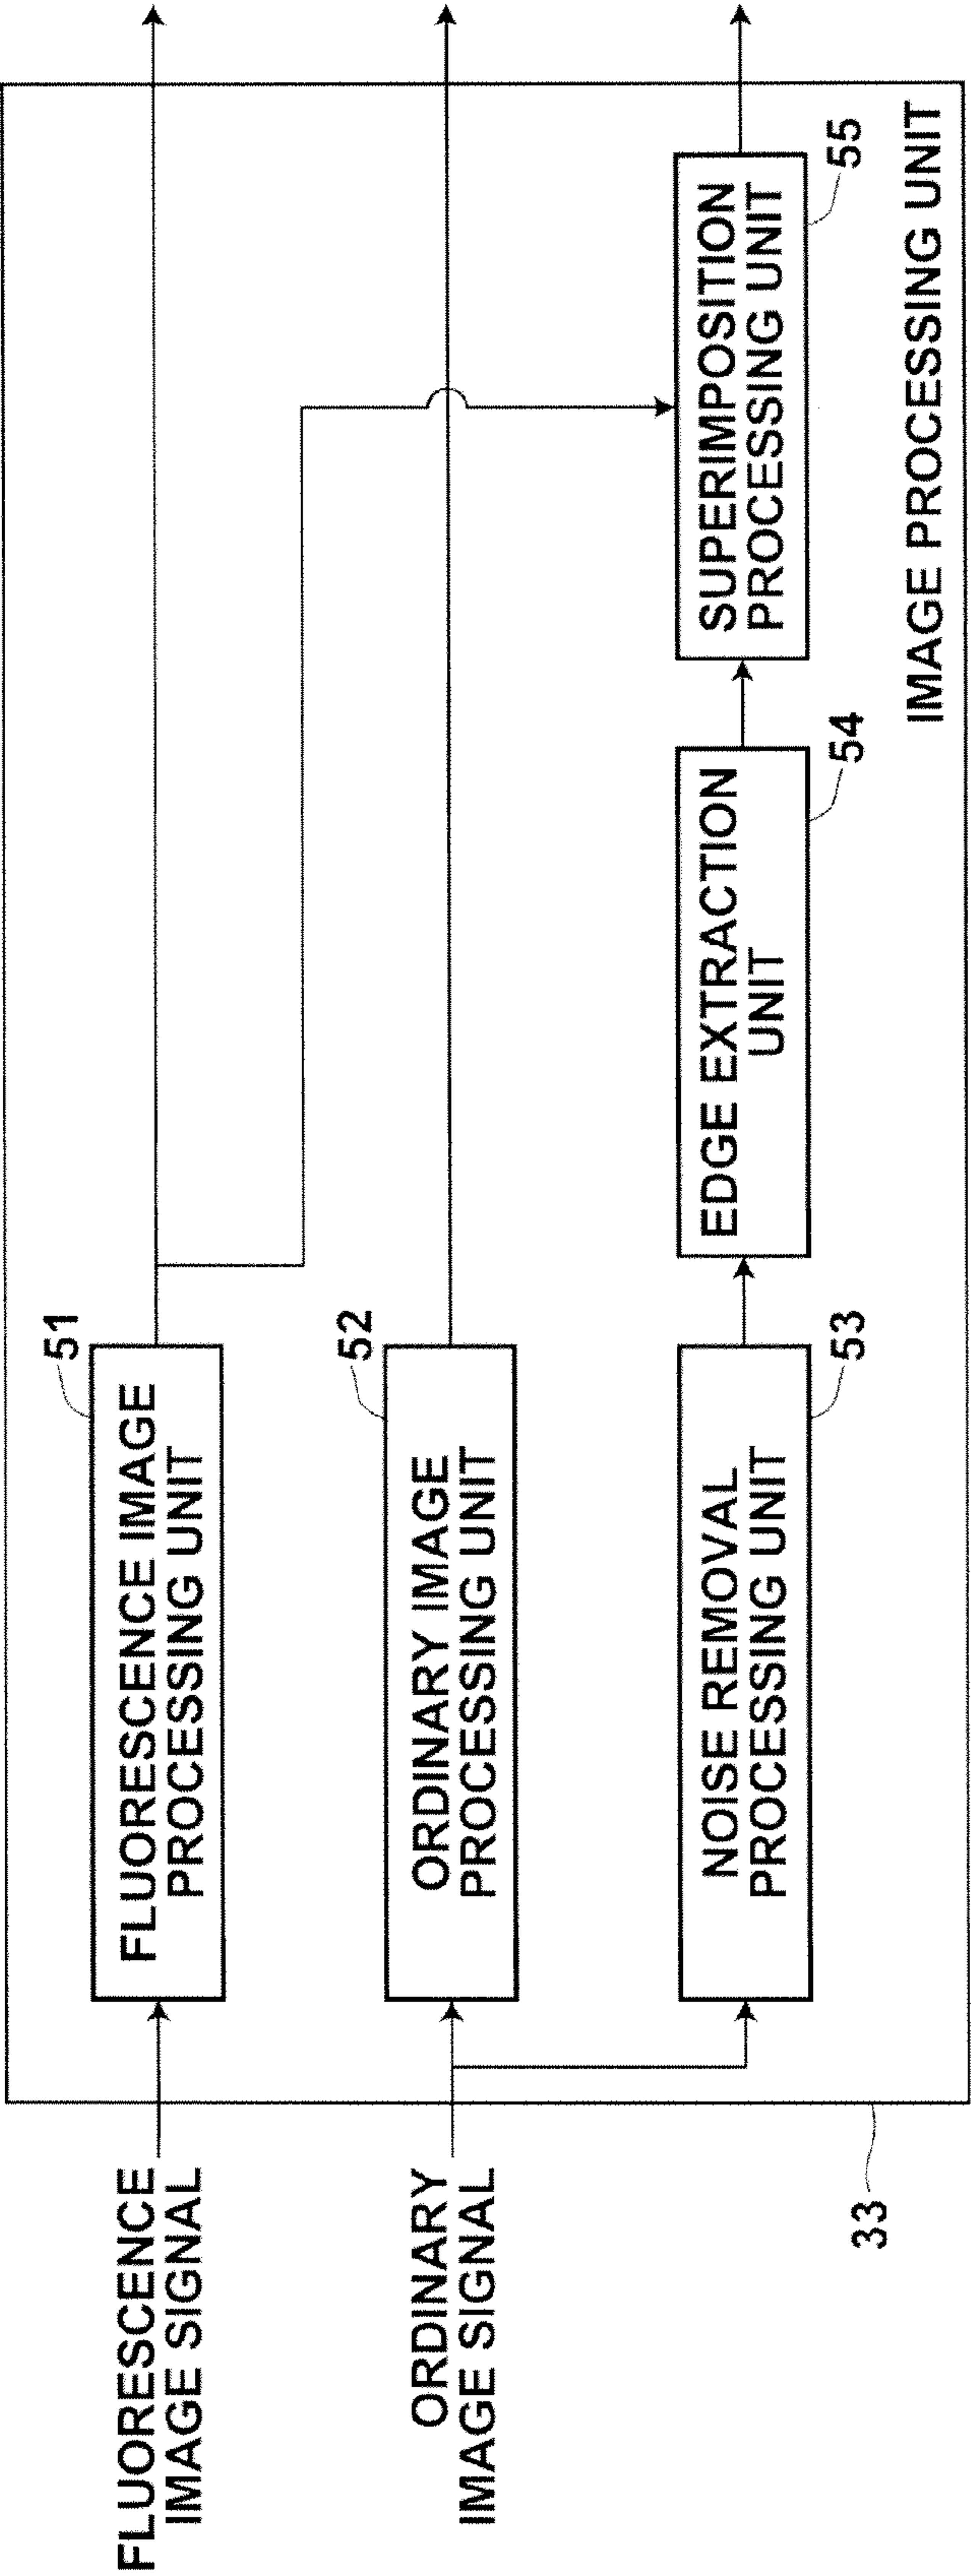 FLUORESCENCE
IMAGE SIGNAL
51
FLUORESCENCE IMAGE
PROCESSING UNIT
ORDINARY
IMAGE SIGNAL
52
ORDINARY IMAGE
PROCESSING UNIT
53
NOISE REMOVAL
PROCESSING UNIT
54
EDGE EXTRACTION
UNIT
55
SUPERIMPOSITION
PROCESSING UNIT
33
IMAGE PROCESSING UNIT